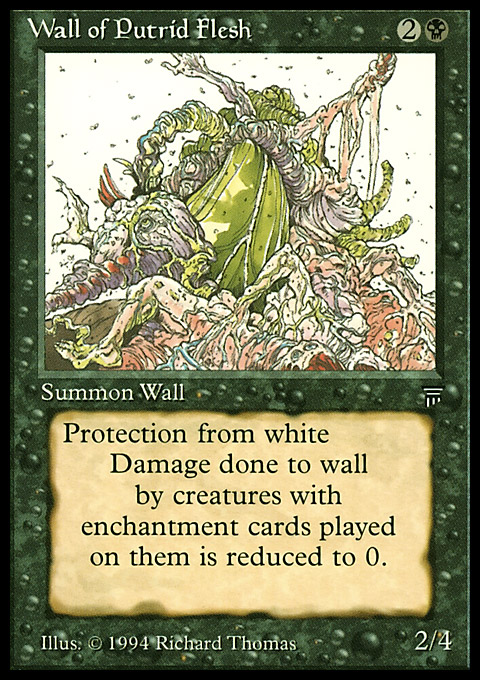 Wall of Putrid Flesh 2
Summon Wall
Protection from white
Damage done to wall
by creatures with
enchantment cards played
on them is reduced to 0.
Illus. © 1994 Richard Thomas 2/4